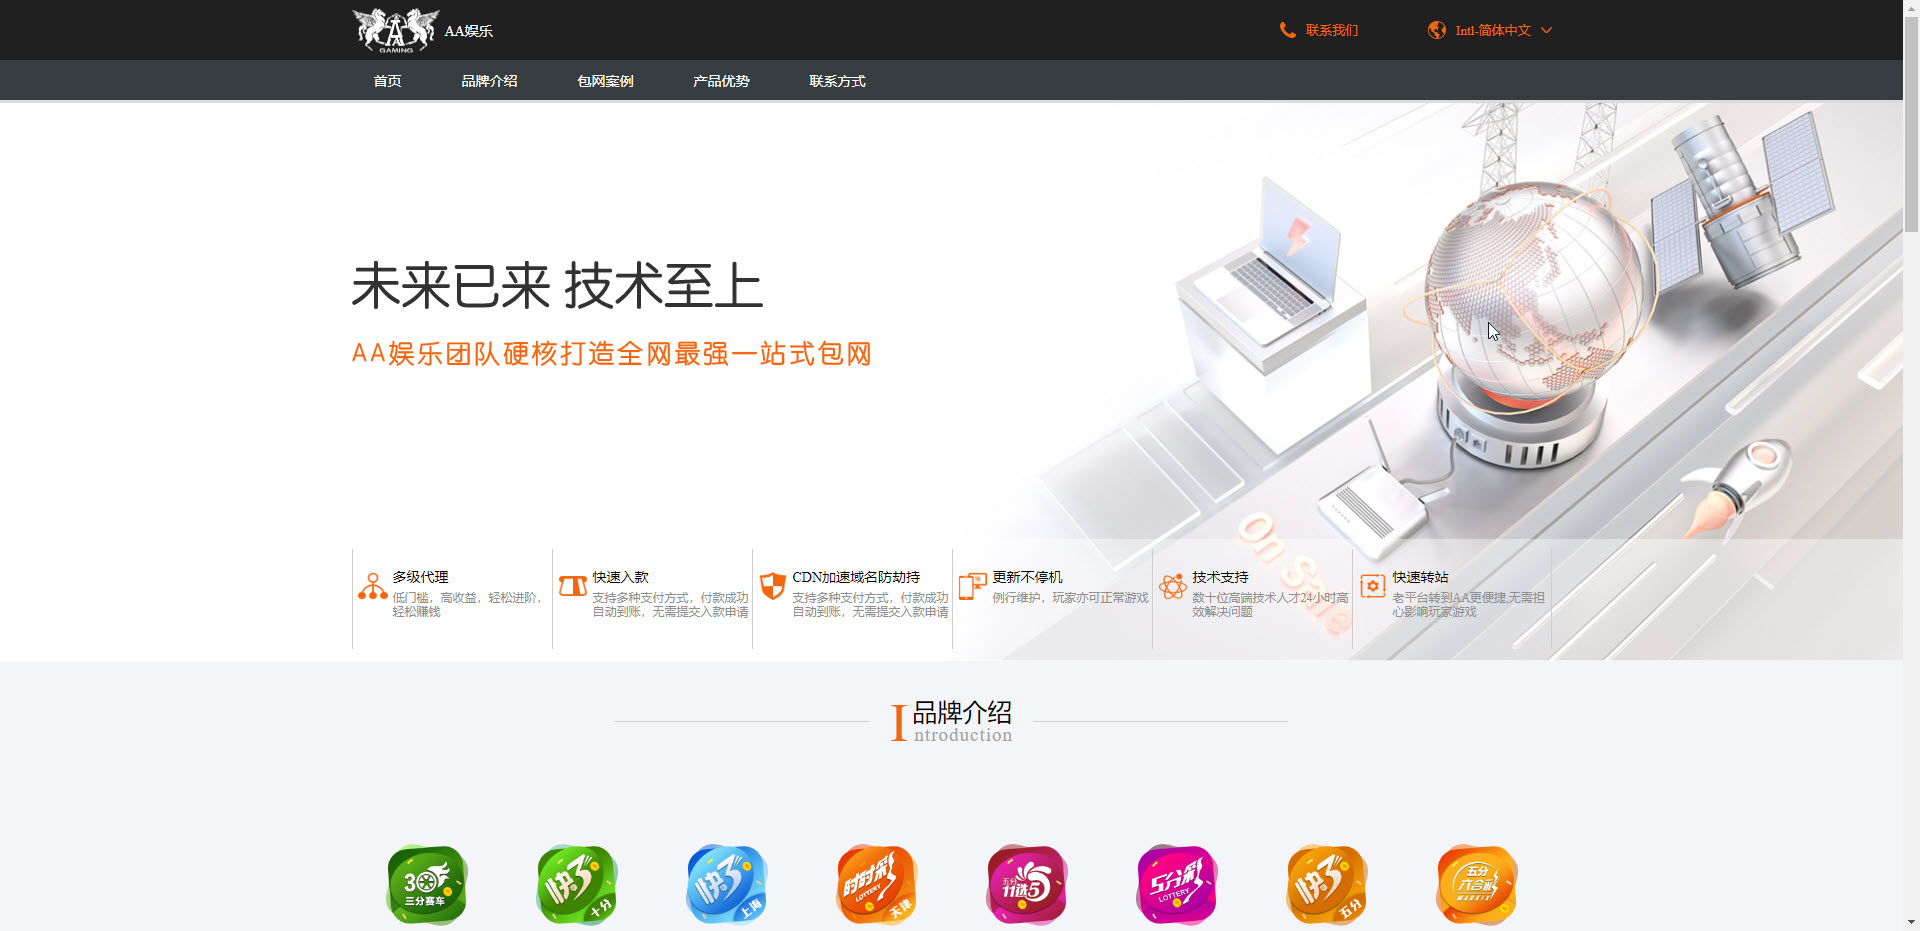 GAMING
AA娱乐
联系我们
Intl-简体中文
首页
品牌介绍
包网案例
产品优势
联系方式
未来已来 技术至上
AA娱乐团队硬核打造全网最强一站式包网
on Sale
多级代理
低门槛，高收益，轻松进阶，
轻松赚钱
快速入款
支持多种支付方式，付款成功
自动到账，无需提交入款申请
CDN加速域名防劫持
支持多种支付方式，付款成功
自动到账，无需提交入款申请
更新不停机
例行维护，玩家亦可正常游戏
技术支持
数十位高端技术人才24小时高
效解决问题
快速转站
老平台转到AA更便捷,无需担
心影响玩家游戏
品牌介绍
Introduction
三分赛车
快3
十分
快3
上海
时时彩
LOTTERY
天津
五分
11选5
5分彩
LOTTERY
快3
五分
五分
六合彩
MARKSIX